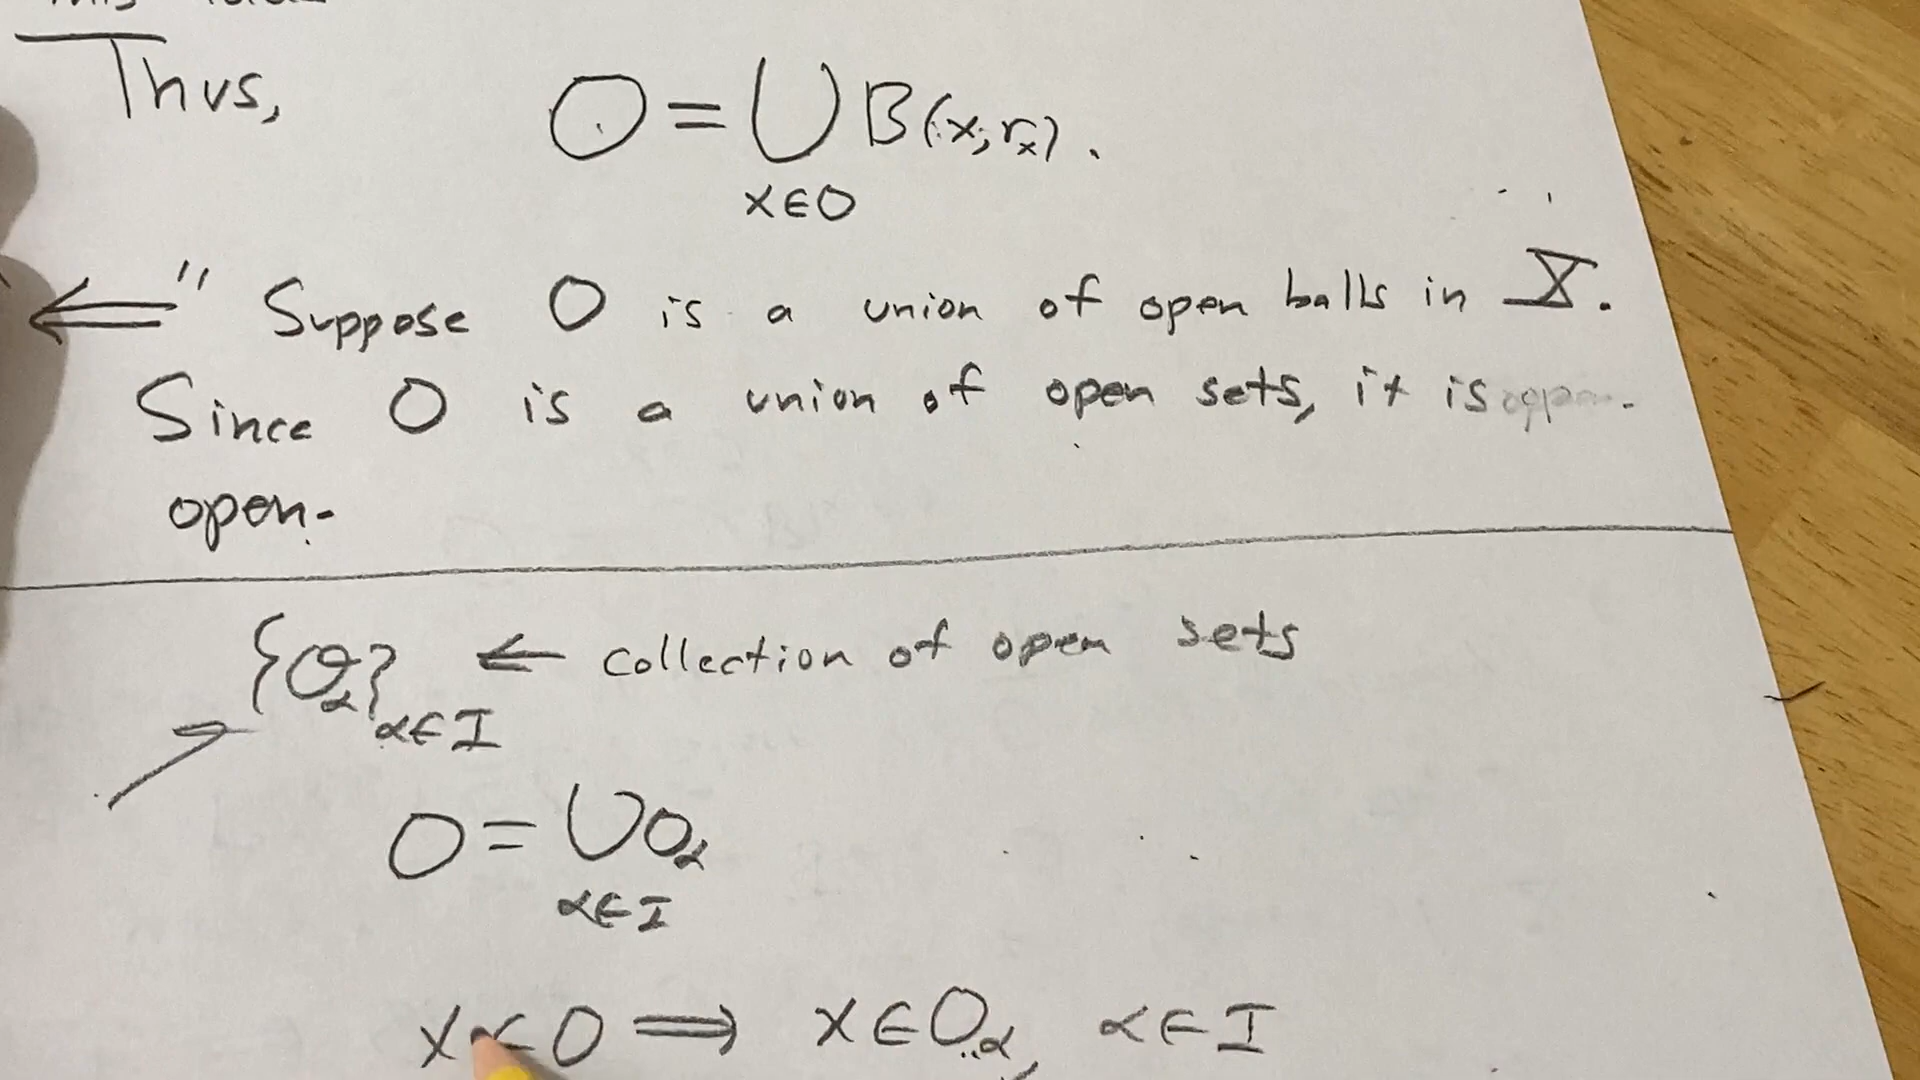 Thus,
O = ⋃ B(x; rₓ).
x∈O
⇐" Suppose O is a union of open balls in X.
Since O is a union of open sets, it is open.
open.
{Oα}α∈I ← collection of open sets
O = ⋃ Oα
α∈I
x∈O ⟹ x∈Oα, α∈I